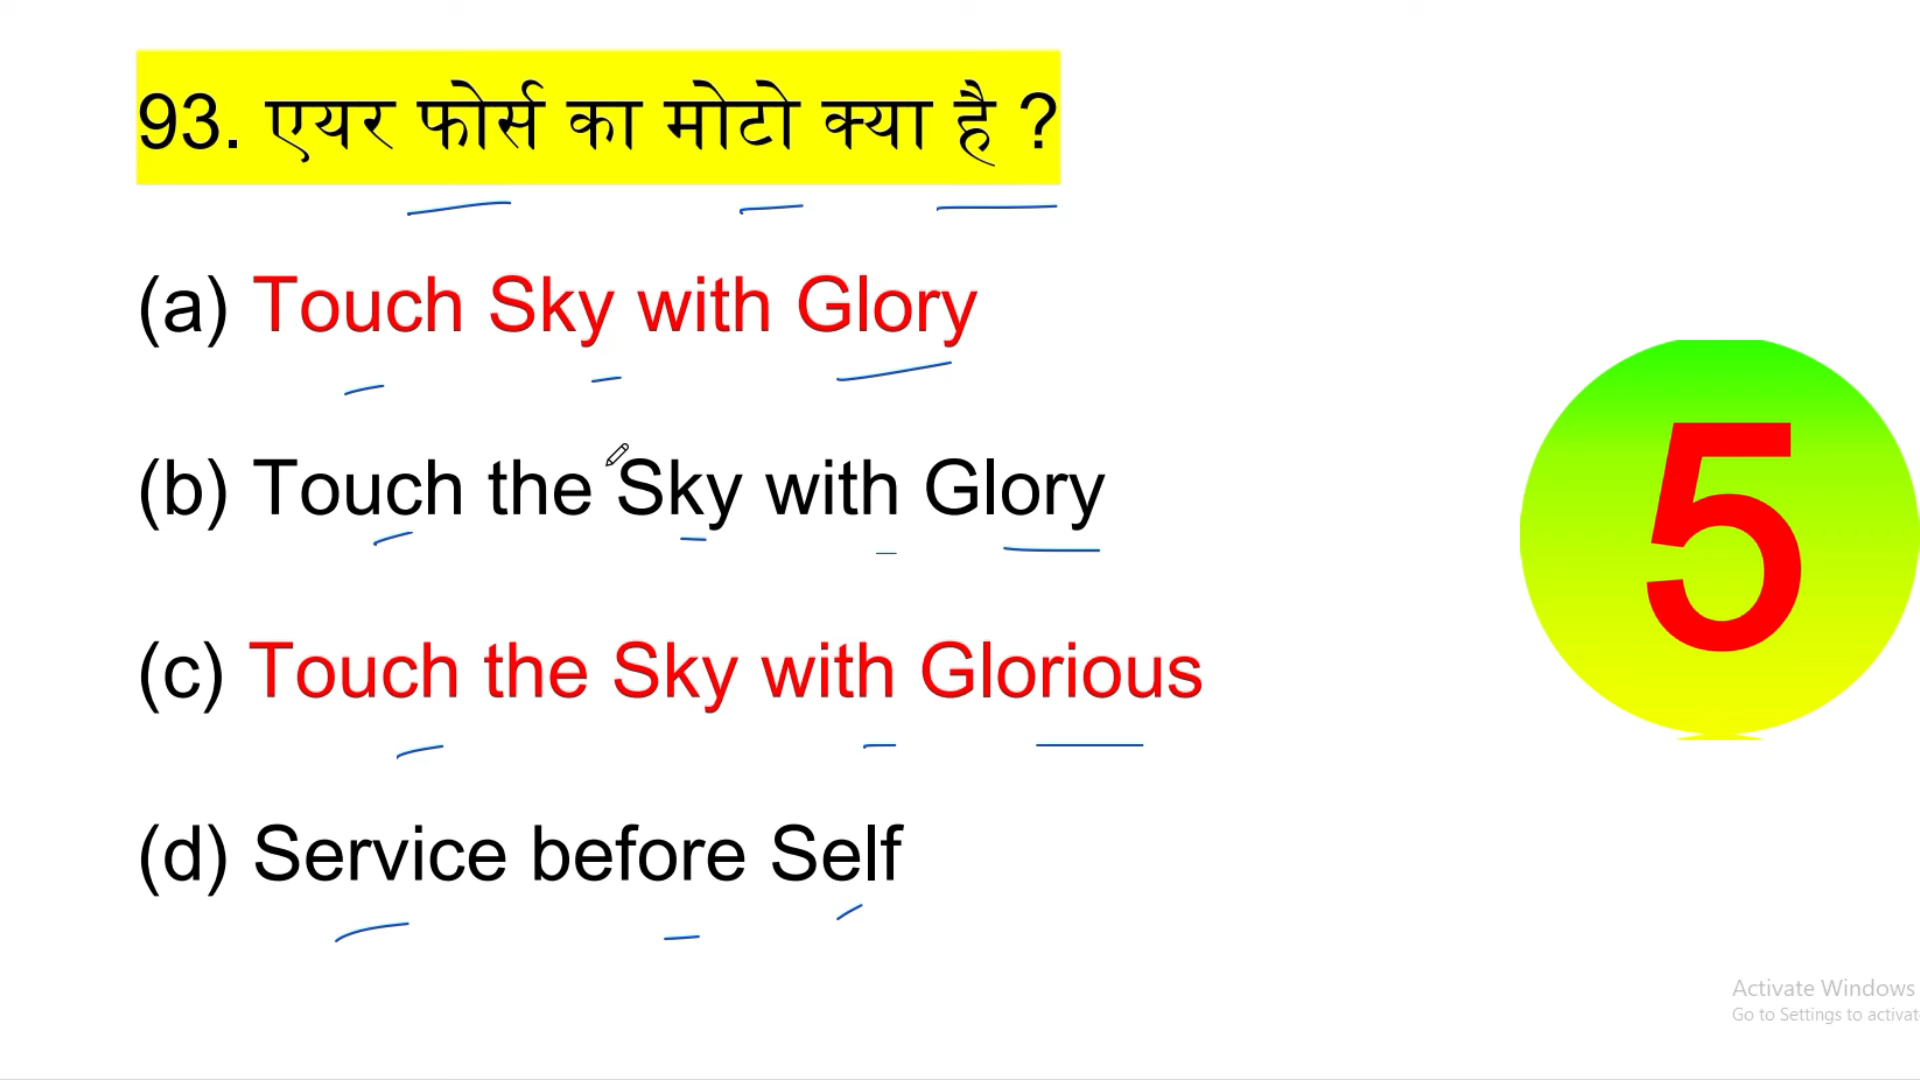 93. एयर फोर्स का मोटो क्या है ?
(a) Touch Sky with Glory
(b) Touch the Sky with Glory
(c) Touch the Sky with Glorious
(d) Service before Self
5
Activate Windows
Go to Settings to activat